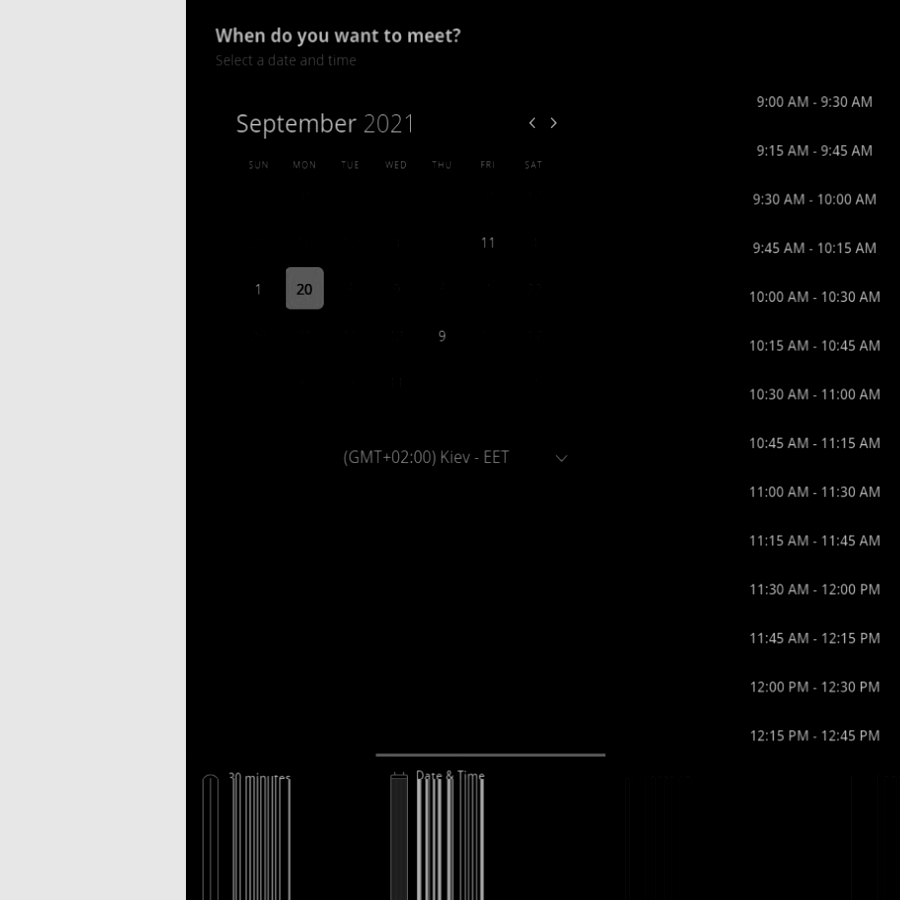 When do you want to meet?
Select a date and time
September 2021
SUN MON TUE WED THU FRI SAT
11
1 20
9
(GMT+02:00) Kiev - EET
9:00 AM - 9:30 AM
9:15 AM - 9:45 AM
9:30 AM - 10:00 AM
9:45 AM - 10:15 AM
10:00 AM - 10:30 AM
10:15 AM - 10:45 AM
10:30 AM - 11:00 AM
10:45 AM - 11:15 AM
11:00 AM - 11:30 AM
11:15 AM - 11:45 AM
11:30 AM - 12:00 PM
11:45 AM - 12:15 PM
12:00 PM - 12:30 PM
12:15 PM - 12:45 PM
30 minutes
Date & Time